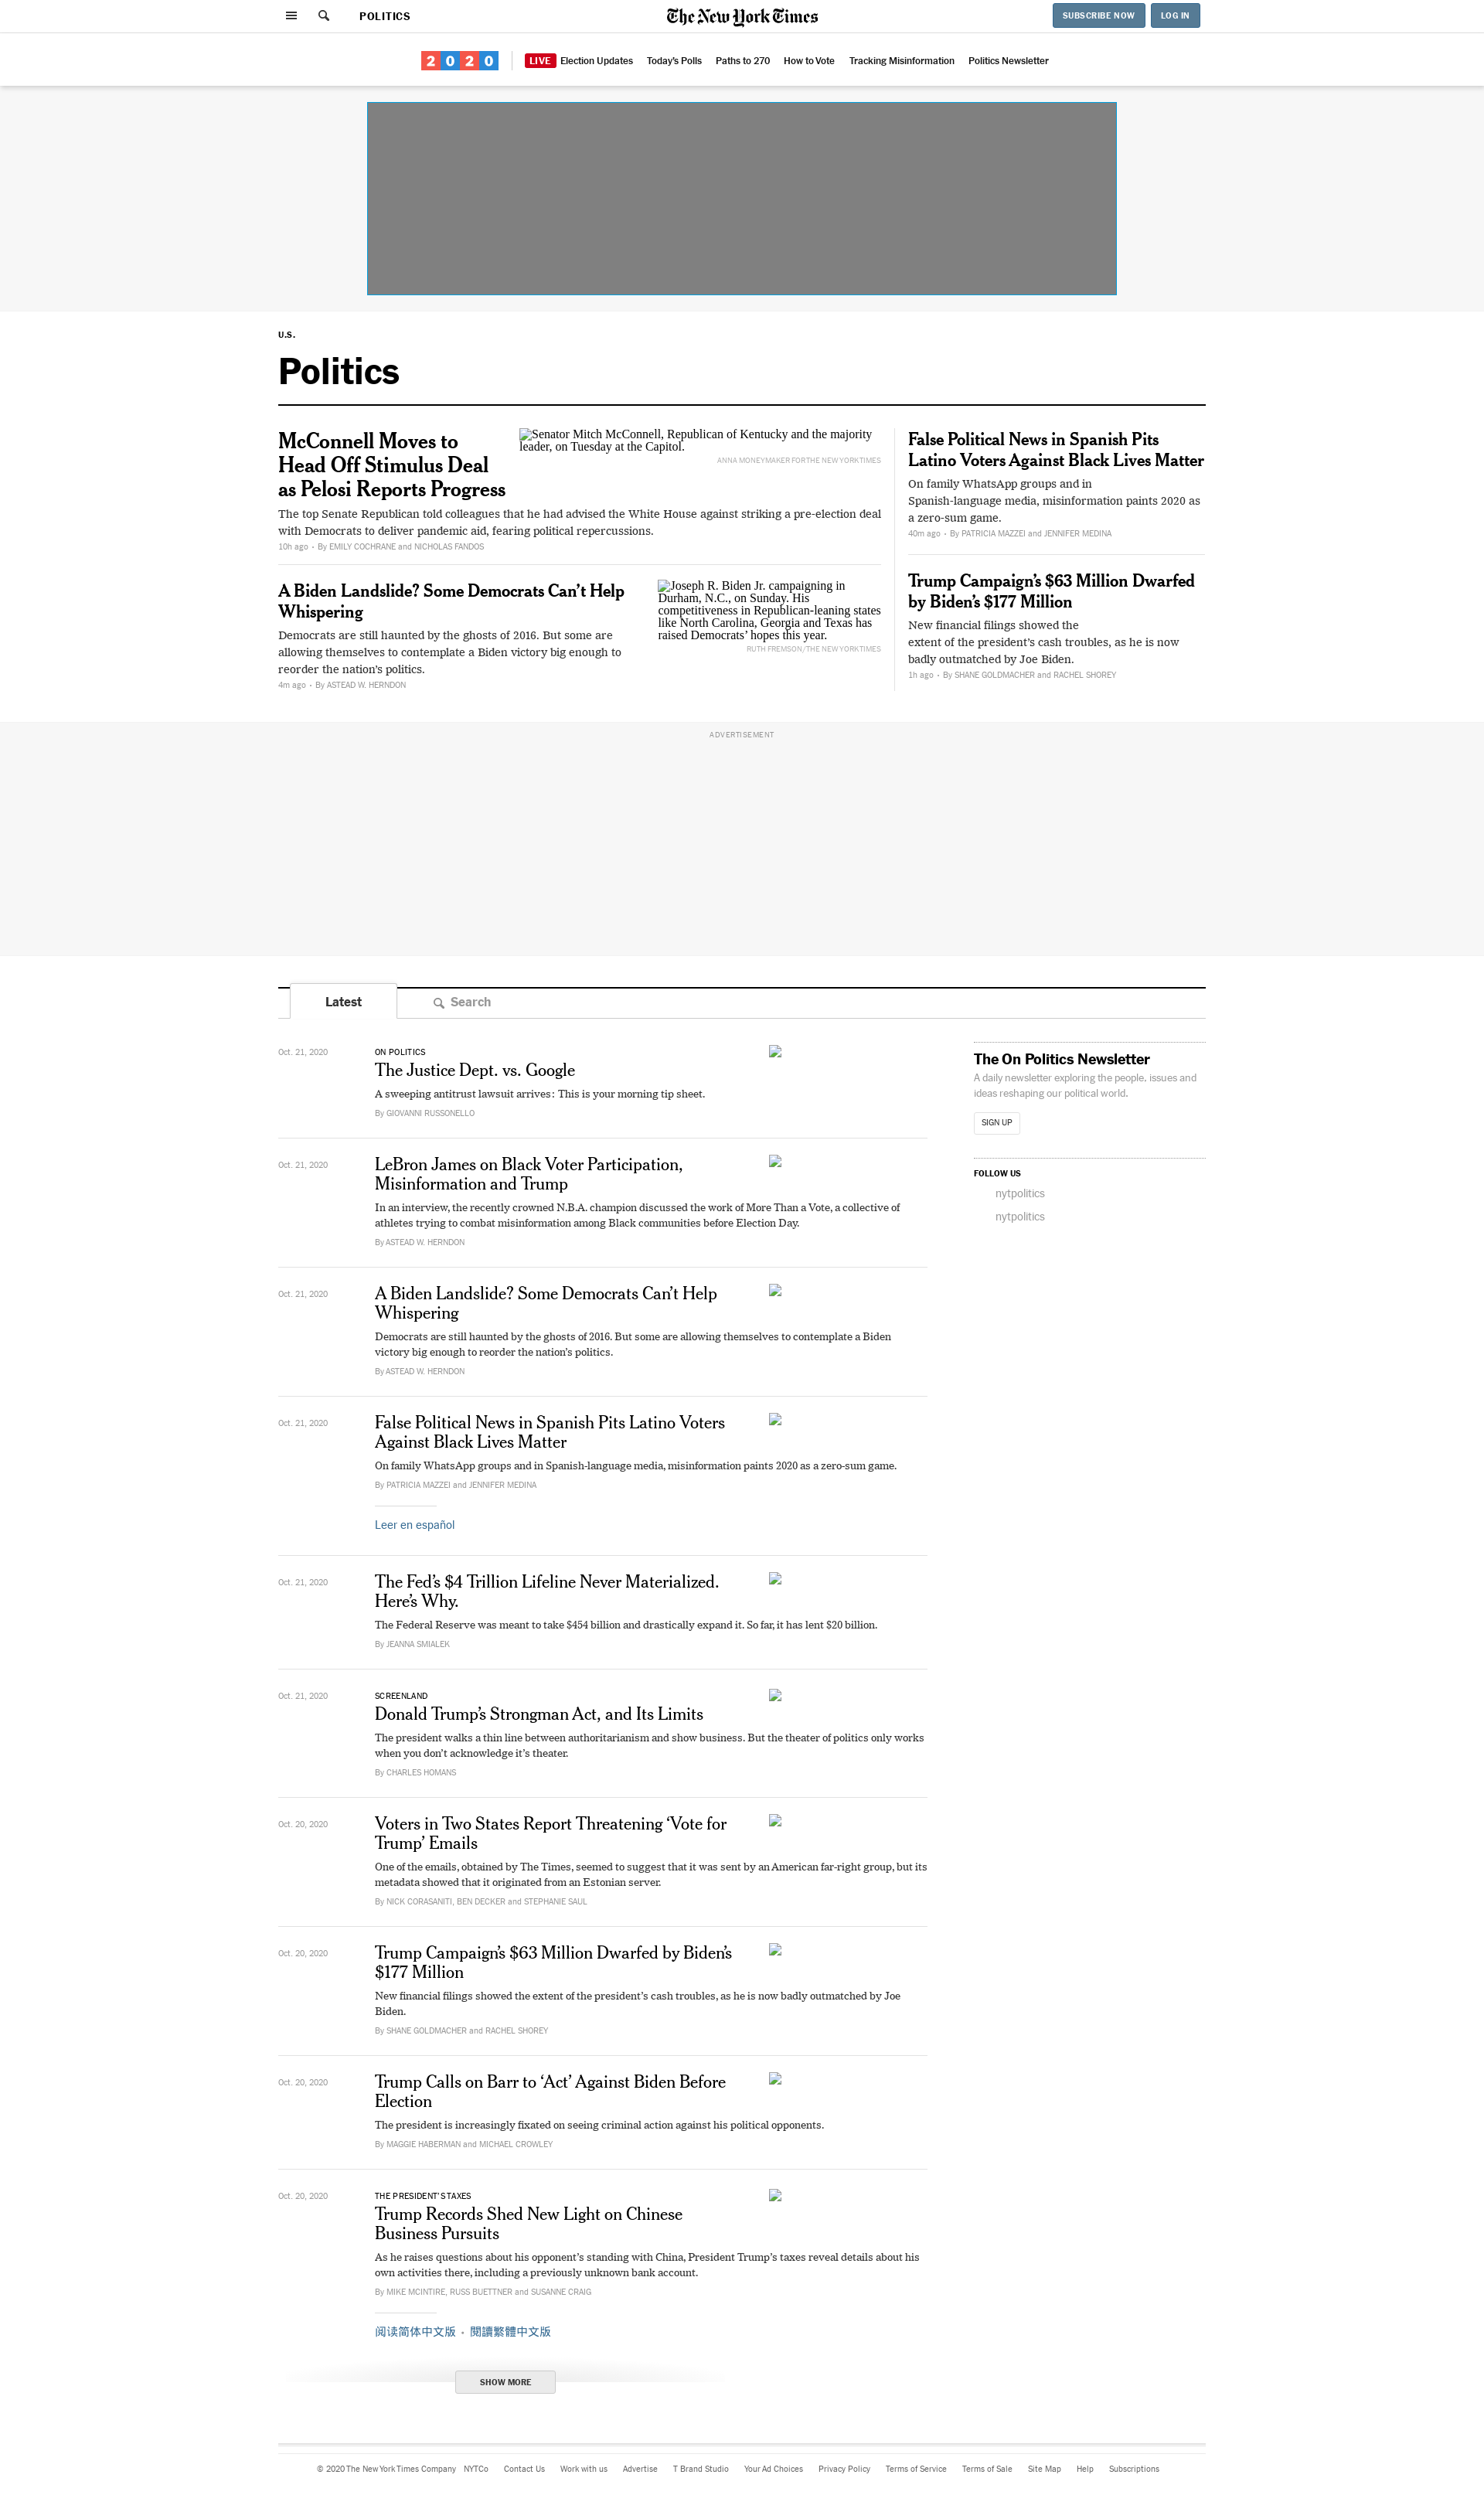 POLITICS
The New York Times
SUBSCRIBE NOW
LOG IN
2020
LIVE Election Updates
Today's Polls
Paths to 270
How to Vote
Tracking Misinformation
Politics Newsletter
U.S.
Politics
McConnell Moves to
Head Off Stimulus Deal
as Pelosi Reports Progress
Senator Mitch McConnell, Republican of Kentucky and the majority
leader, on Tuesday at the Capitol.
ANNA MONEYMAKER FOR THE NEW YORK TIMES
The top Senate Republican told colleagues that he had advised the White House against striking a pre-election deal
with Democrats to deliver pandemic aid, fearing political repercussions.
10h ago • By EMILY COCHRANE and NICHOLAS FANDOS
A Biden Landslide? Some Democrats Can’t Help
Whispering
Democrats are still haunted by the ghosts of 2016. But some are
allowing themselves to contemplate a Biden victory big enough to
reorder the nation’s politics.
4m ago • By ASTEAD W. HERNDON
Joseph R. Biden Jr. campaigning in
Durham, N.C., on Sunday. His
competitiveness in Republican-leaning states
like North Carolina, Georgia and Texas has
raised Democrats’ hopes this year.
RUTH FREMSON/THE NEW YORK TIMES
False Political News in Spanish Pits
Latino Voters Against Black Lives Matter
On family WhatsApp groups and in
Spanish-language media, misinformation paints 2020 as
a zero-sum game.
40m ago • By PATRICIA MAZZEI and JENNIFER MEDINA
Trump Campaign’s $63 Million Dwarfed
by Biden’s $177 Million
New financial filings showed the
extent of the president’s cash troubles, as he is now
badly outmatched by Joe Biden.
1h ago • By SHANE GOLDMACHER and RACHEL SHOREY
ADVERTISEMENT
Latest
Search
Oct. 21, 2020
ON POLITICS
The Justice Dept. vs. Google
A sweeping antitrust lawsuit arrives: This is your morning tip sheet.
By GIOVANNI RUSSONELLO
Oct. 21, 2020
LeBron James on Black Voter Participation,
Misinformation and Trump
In an interview, the recently crowned N.B.A. champion discussed the work of More Than a Vote, a collective of
athletes trying to combat misinformation among Black communities before Election Day.
By ASTEAD W. HERNDON
Oct. 21, 2020
A Biden Landslide? Some Democrats Can’t Help
Whispering
Democrats are still haunted by the ghosts of 2016. But some are allowing themselves to contemplate a Biden
victory big enough to reorder the nation’s politics.
By ASTEAD W. HERNDON
Oct. 21, 2020
False Political News in Spanish Pits Latino Voters
Against Black Lives Matter
On family WhatsApp groups and in Spanish-language media, misinformation paints 2020 as a zero-sum game.
By PATRICIA MAZZEI and JENNIFER MEDINA
Leer en español
Oct. 21, 2020
The Fed’s $4 Trillion Lifeline Never Materialized.
Here’s Why.
The Federal Reserve was meant to take $454 billion and drastically expand it. So far, it has lent $20 billion.
By JEANNA SMIALEK
Oct. 21, 2020
SCREENLAND
Donald Trump’s Strongman Act, and Its Limits
The president walks a thin line between authoritarianism and show business. But the theater of politics only works
when you don’t acknowledge it’s theater.
By CHARLES HOMANS
Oct. 20, 2020
Voters in Two States Report Threatening ‘Vote for
Trump’ Emails
One of the emails, obtained by The Times, seemed to suggest that it was sent by an American far-right group, but its
metadata showed that it originated from an Estonian server.
By NICK CORASANITI, BEN DECKER and STEPHANIE SAUL
Oct. 20, 2020
Trump Campaign’s $63 Million Dwarfed by Biden’s
$177 Million
New financial filings showed the extent of the president’s cash troubles, as he is now badly outmatched by Joe
Biden.
By SHANE GOLDMACHER and RACHEL SHOREY
Oct. 20, 2020
Trump Calls on Barr to ‘Act’ Against Biden Before
Election
The president is increasingly fixated on seeing criminal action against his political opponents.
By MAGGIE HABERMAN and MICHAEL CROWLEY
Oct. 20, 2020
THE PRESIDENT’S TAXES
Trump Records Shed New Light on Chinese
Business Pursuits
As he raises questions about his opponent’s standing with China, President Trump’s taxes reveal details about his
own activities there, including a previously unknown bank account.
By MIKE MCINTIRE, RUSS BUETTNER and SUSANNE CRAIG
阅读简体中文版 • 閱讀繁體中文版
SHOW MORE
The On Politics Newsletter
A daily newsletter exploring the people. issues and
ideas reshaping our political world.
SIGN UP
FOLLOW US
nytpolitics
nytpolitics
© 2020 The New York Times Company
NYTCo
Contact Us
Work with us
Advertise
T Brand Studio
Your Ad Choices
Privacy Policy
Terms of Service
Terms of Sale
Site Map
Help
Subscriptions